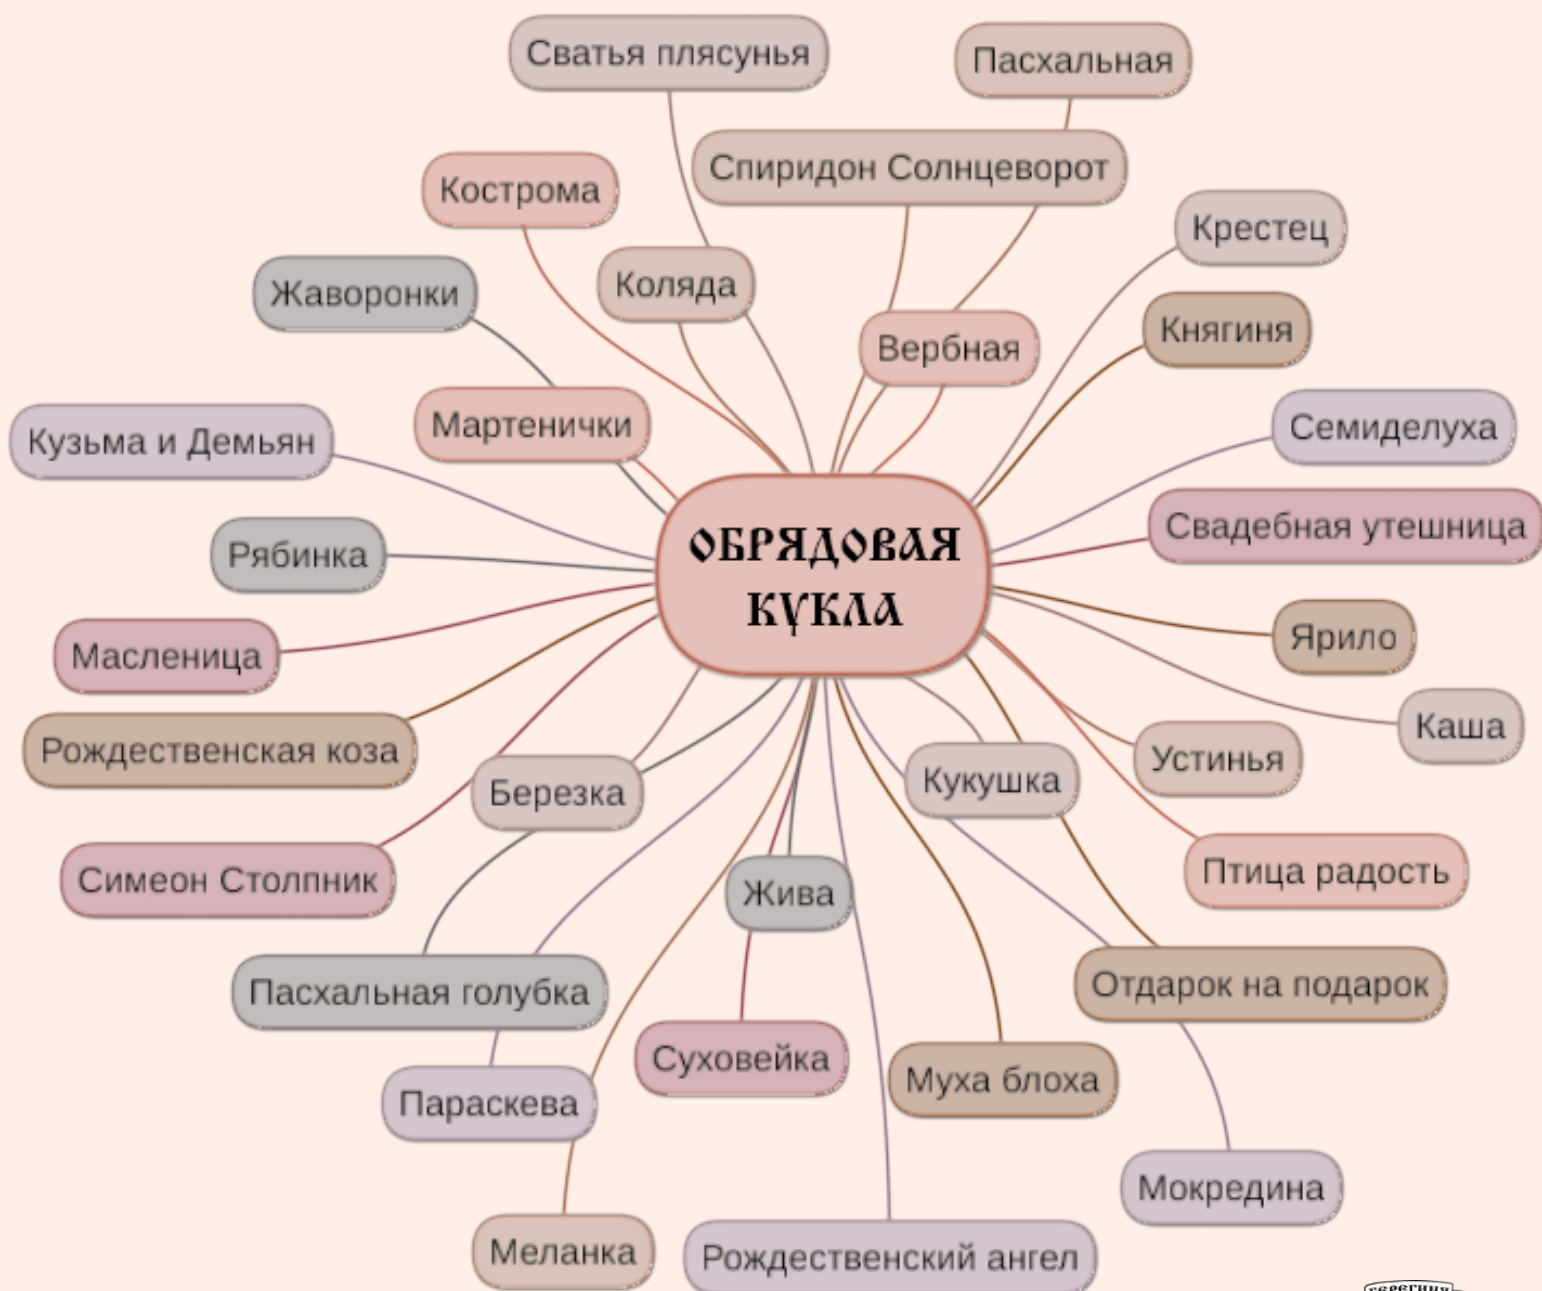 Сватья плясунья
Пасхальная
Спиридон Солнцеворот
Кострома
Крестец
Коляда
Жаворонки
Княгиня
Вербная
Мартенички
Семиделуха
Кузьма и Демьян
Свадебная утешница
ОБРЯДОВАЯ
КУКЛА
Рябинка
Ярило
Масленица
Каша
Рождественская коза
Устинья
Кукушка
Березка
Птица радость
Симеон Столпник
Жива
Отдарок на подарок
Пасхальная голубка
Суховейка
Муха блоха
Параскева
Мокредина
Меланка
Рождественский ангел